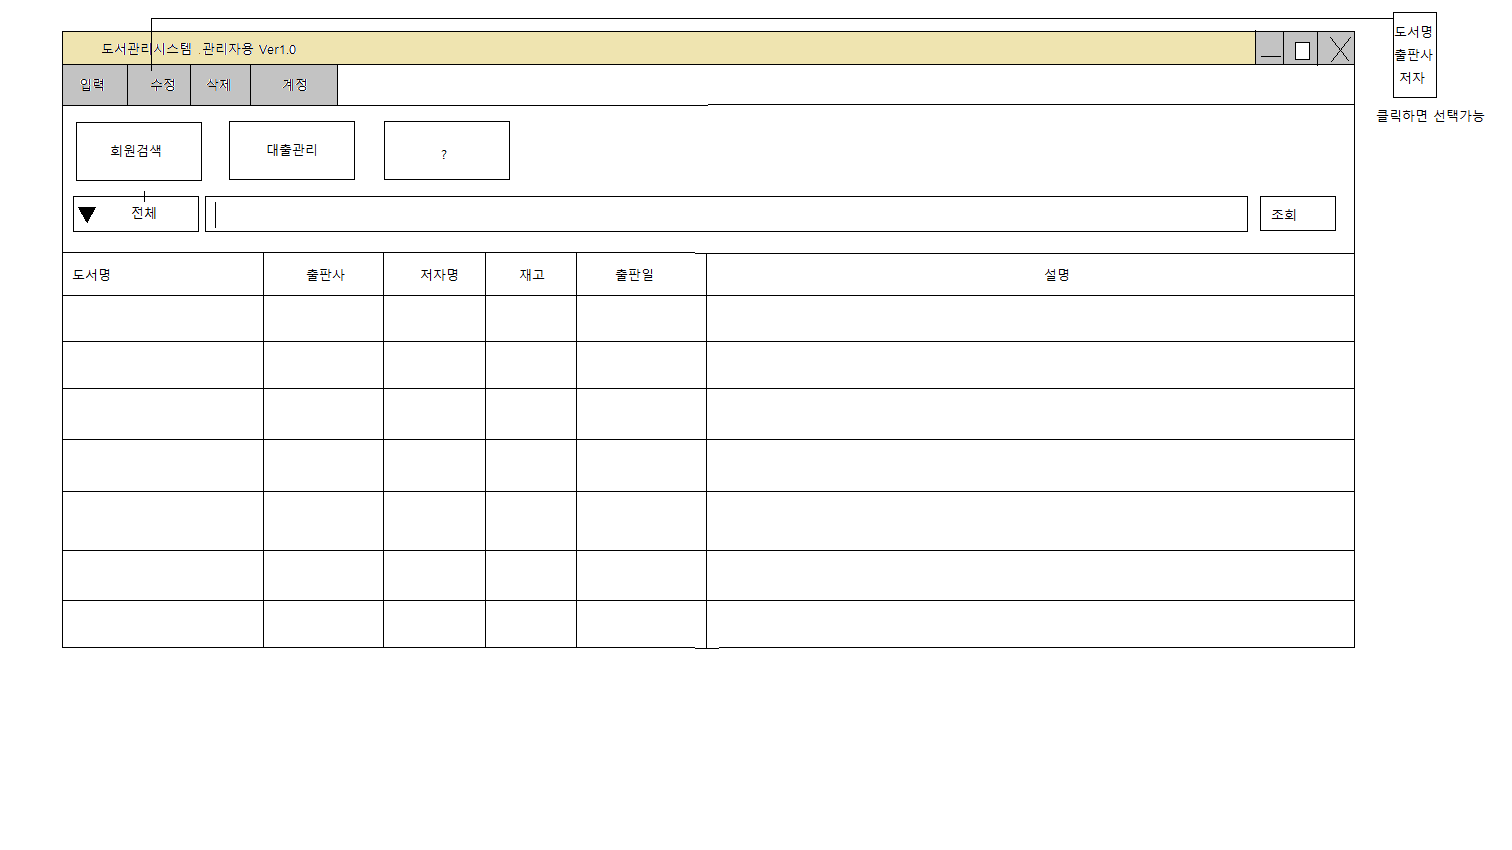 도서관리시스템 .관리자용 Ver1.0
도서명
출판사
저자
클릭하면 선택가능
입력 수정 삭제 계정
회원검색 대출관리 ?
▼ 전체 조회
도서명 출판사 저자명 재고 출판일 설명